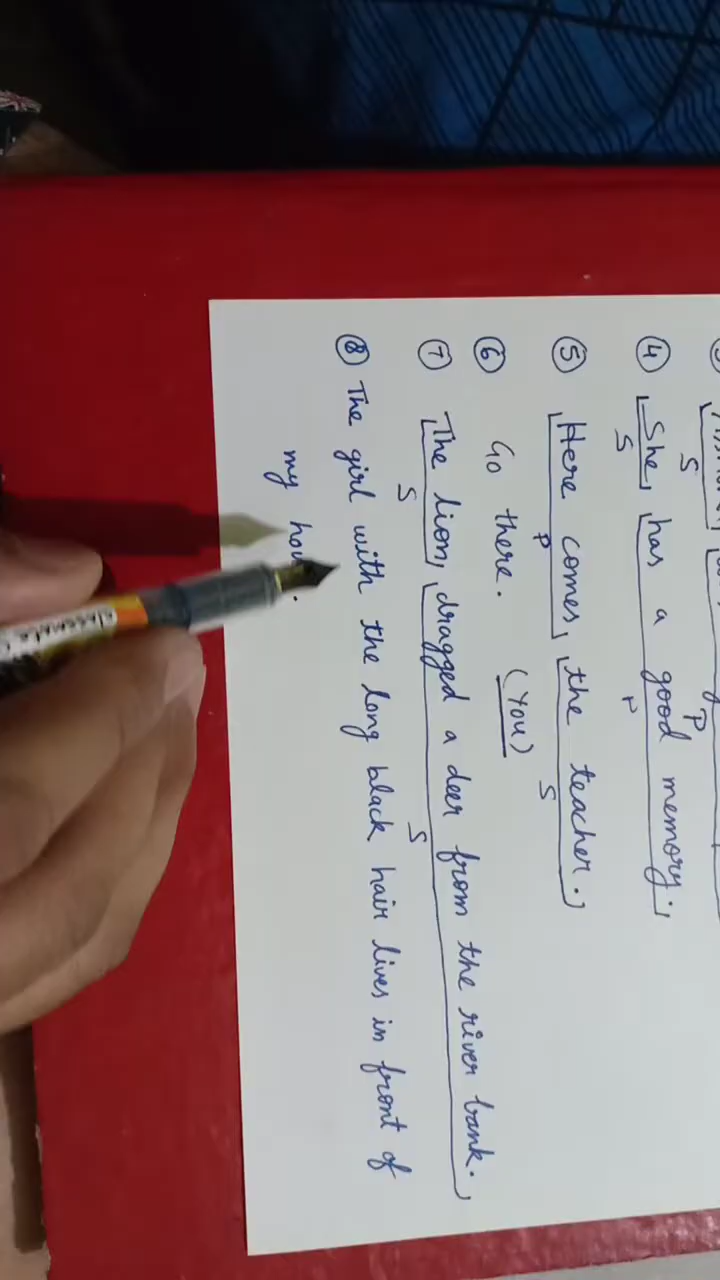 S
P
④ She has a good memory.
S
P
⑤ Here comes the teacher.
P
S
⑥ Go there. (You)
⑦ The lion dragged a deer from the river bank.
S
S
⑧ The girl with the long black hair lives in front of
my